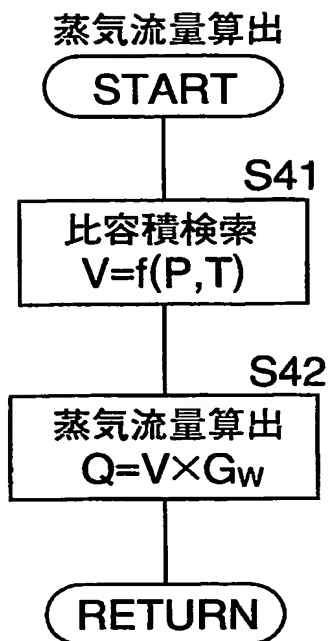 蒸気流量算出
START
S41
比容積検索
V=f(P,T)
S42
蒸気流量算出
Q=V×GW
RETURN